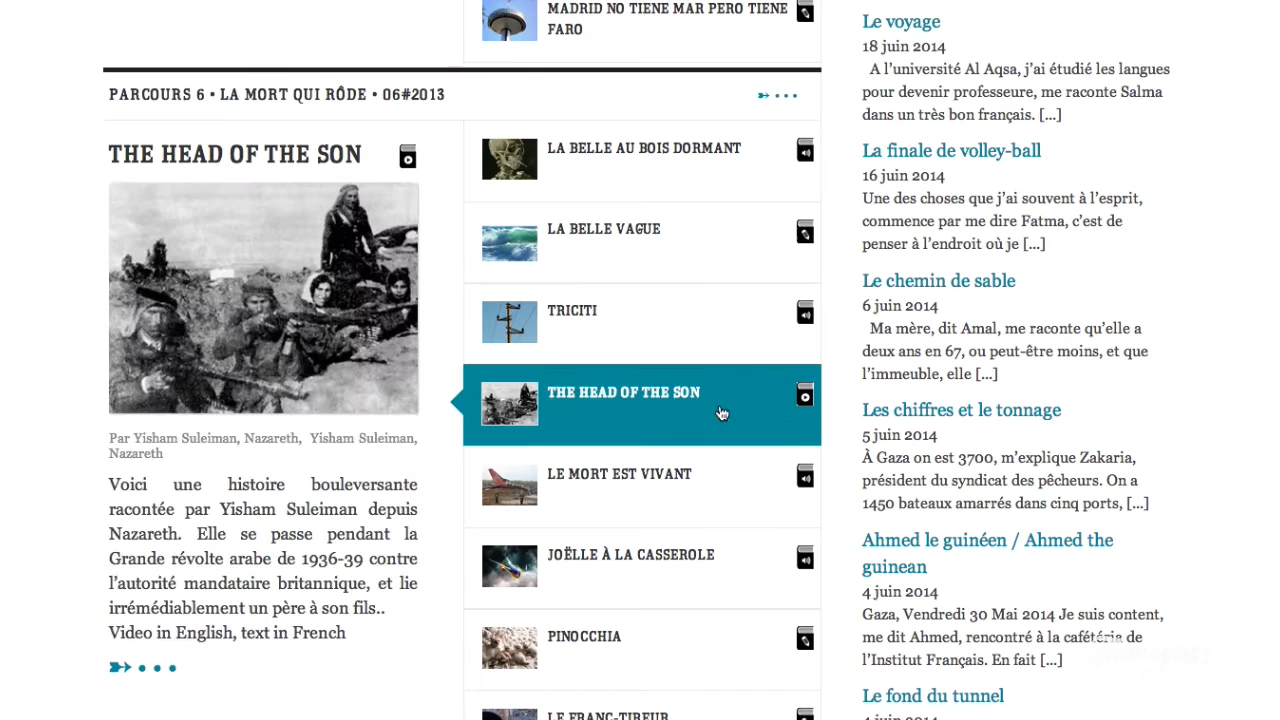 MADRID NO TIENE MAR PERO TIENE
FARO
PARCOURS 6 • LA MORT QUI RÔDE • 06#2013
THE HEAD OF THE SON
Par Yisham Suleiman, Nazareth, Yisham Suleiman,
Nazareth
Voici une histoire bouleversante
racontée par Yisham Suleiman depuis
Nazareth. Elle se passe pendant la
Grande révolte arabe de 1936-39 contre
l'autorité mandataire britannique, et lie
irrémédiablement un père à son fils..
Video in English, text in French
LA BELLE AU BOIS DORMANT
LA BELLE VAGUE
TRICITI
THE HEAD OF THE SON
LE MORT EST VIVANT
JOËLLE À LA CASSEROLE
PINOCCHIA
LE FRANC-TIREUR
Le voyage
18 juin 2014
A l'université Al Aqsa, j'ai étudié les langues
pour devenir professeure, me raconte Salma
dans un très bon français. [...]
La finale de volley-ball
16 juin 2014
Une des choses que j'ai souvent à l'esprit,
commence par me dire Fatma, c'est de
penser à l'endroit où je [...]
Le chemin de sable
6 juin 2014
Ma mère, dit Amal, me raconte qu'elle a
deux ans en 67, ou peut-être moins, et que
l'immeuble, elle [...]
Les chiffres et le tonnage
5 juin 2014
À Gaza on est 3700, m'explique Zakaria,
président du syndicat des pêcheurs. On a
1450 bateaux amarrés dans cinq ports, [...]
Ahmed le guinéen / Ahmed the
guinean
4 juin 2014
Gaza, Vendredi 30 Mai 2014 Je suis content,
me dit Ahmed, rencontré à la cafétéria de
l'Institut Français. En fait [...]
Le fond du tunnel
4 juin 2014